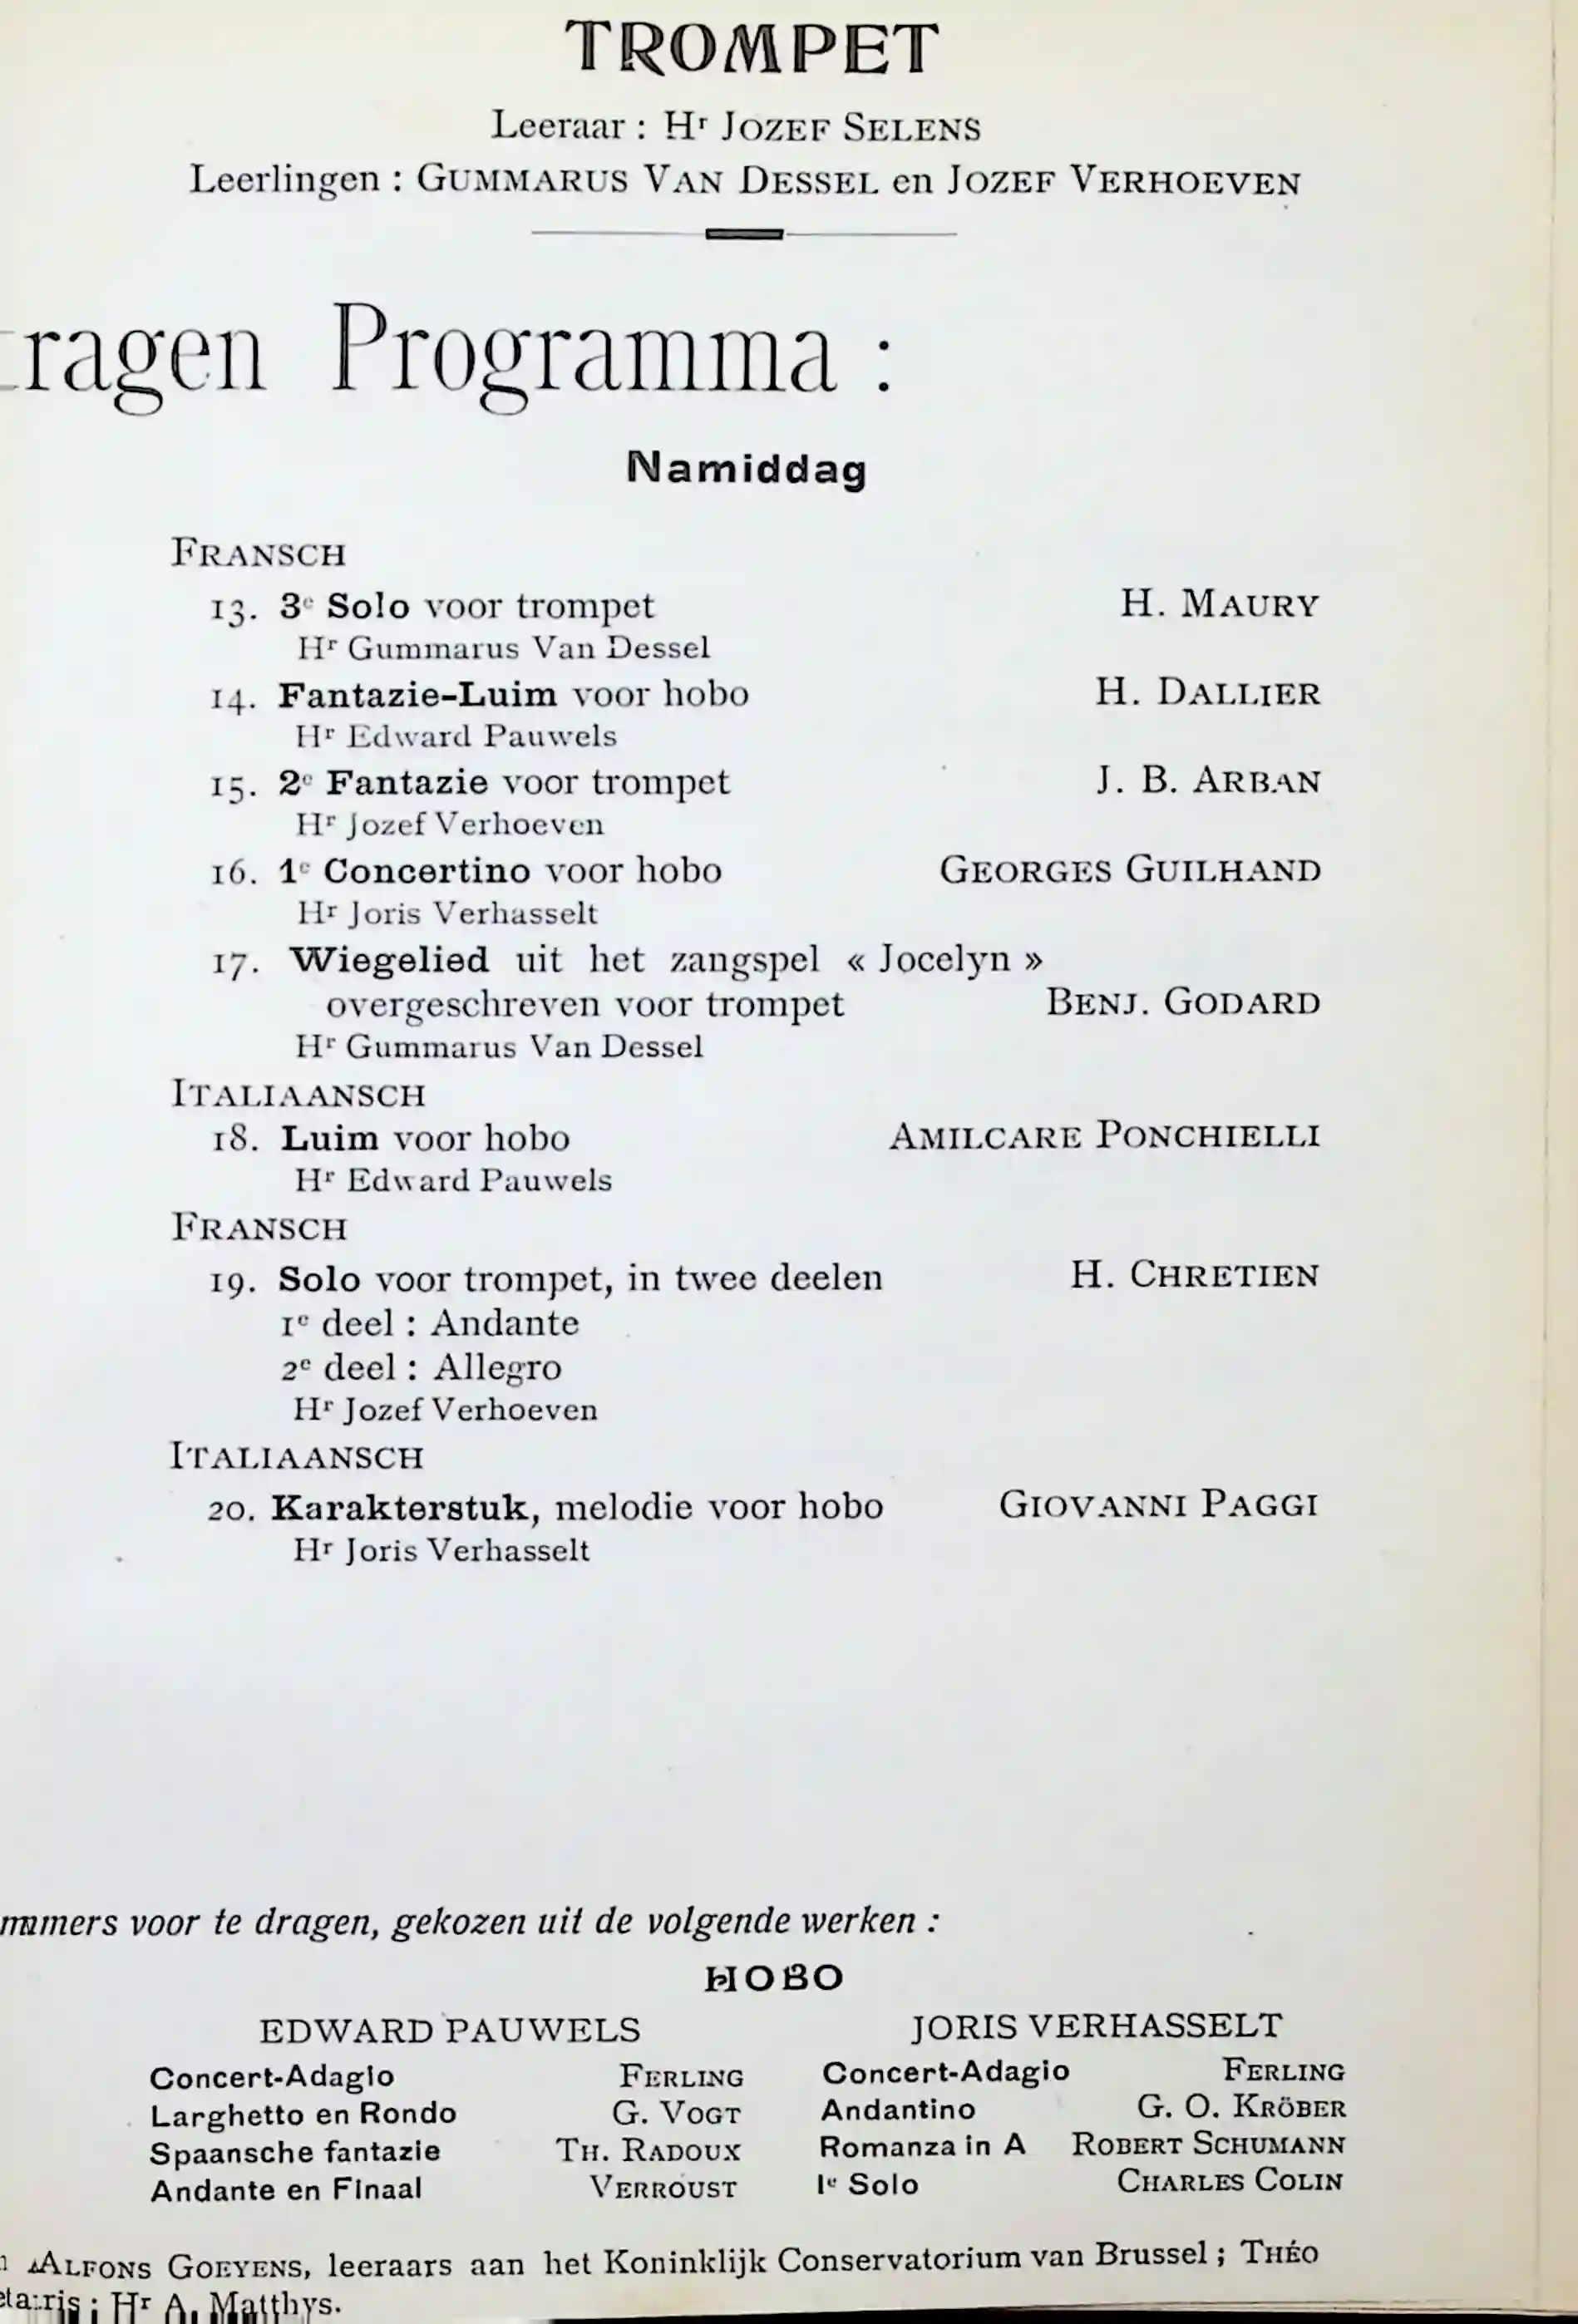 TROMPET
Leeraar : Hr JOZEF SELENS
Leerlingen : GUMMARUS VAN DESSEL en JOZEF VERHOEVEN
ragen Programma :
Namiddag
FRANSCH
13. 3e Solo voor trompet H. MAURY
Hr Gummarus Van Dessel
14. Fantazie-Luim voor hobo H. DALLIER
Hr Edward Pauwels
15. 2e Fantazie voor trompet J. B. ARBAN
Hr Jozef Verhoeven
16. 1e Concertino voor hobo GEORGES GUILHAND
Hr Joris Verhasselt
17. Wiegelied uit het zangspel « Jocelyn »
overgeschreven voor trompet BENJ. GODARD
Hr Gummarus Van Dessel
ITALIAANSCH
18. Luim voor hobo AMILCARE PONCHIELLI
Hr Edward Pauwels
FRANSCH
19. Solo voor trompet, in twee deelen H. CHRETIEN
1e deel : Andante
2e deel : Allegro
Hr Jozef Verhoeven
ITALIAANSCH
20. Karakterstuk, melodie voor hobo GIOVANNI PAGGI
Hr Joris Verhasselt
mmers voor te dragen, gekozen uit de volgende werken :
HOBO
EDWARD PAUWELS JORIS VERHASSELT
Concert-Adagio FERLING Concert-Adagio FERLING
Larghetto en Rondo G. VOGT Andantino G. O. KRÖBER
Spaansche fantazie TH. RADOUX Romanza in A ROBERT SCHUMANN
Andante en Finaal VERROUST Ie Solo CHARLES COLIN
ALFONS GOEYENS, leeraars aan het Koninklijk Conservatorium van Brussel ; THÉO
Hr A. Matthys.